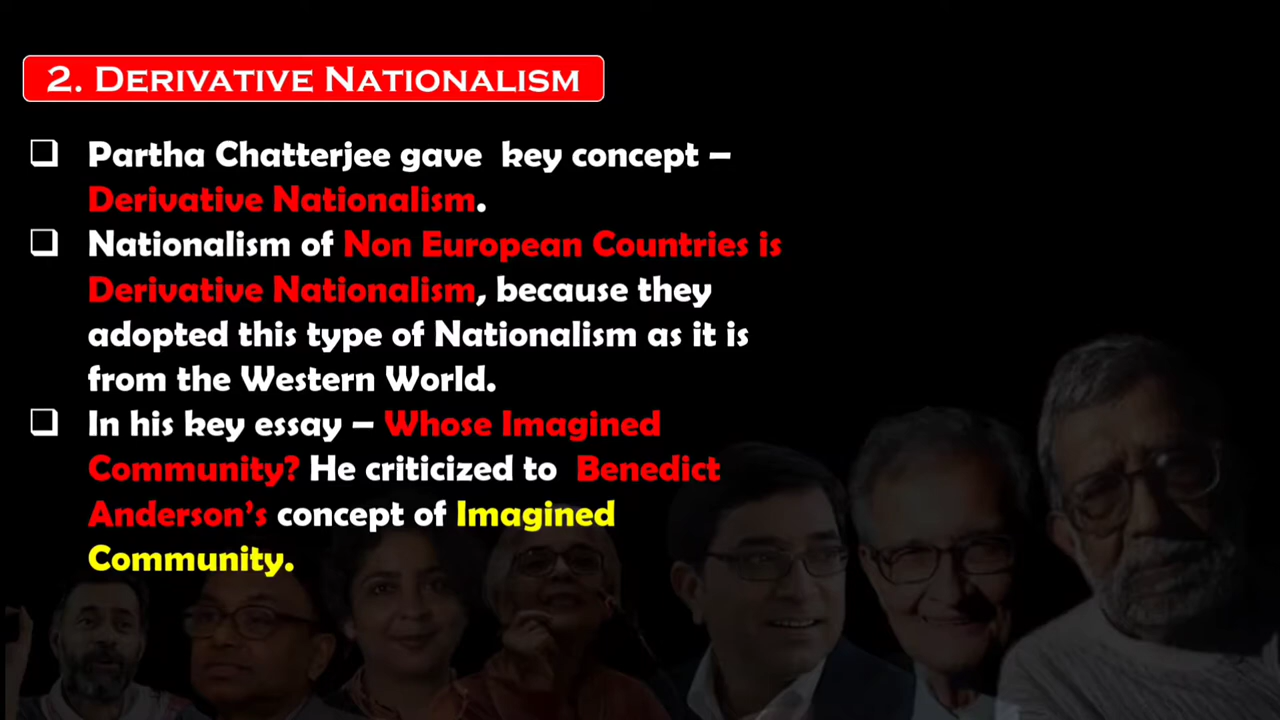 2. DERIVATIVE NATIONALISM
❑ Partha Chatterjee gave key concept –
Derivative Nationalism.
❑ Nationalism of Non European Countries is
Derivative Nationalism, because they
adopted this type of Nationalism as it is
from the Western World.
❑ In his key essay – Whose Imagined
Community? He criticized to Benedict
Anderson's concept of Imagined
Community.